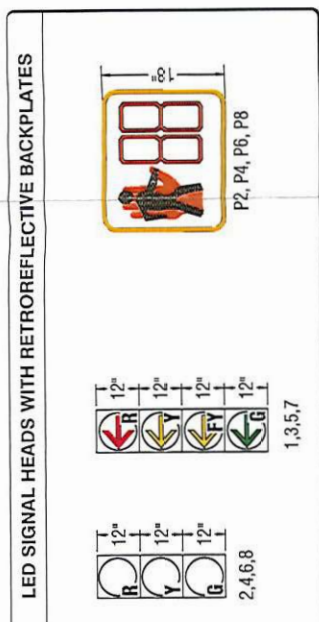 LED SIGNAL HEADS WITH RETROREFLECTIVE BACKPLATES
R
12"
Y
12"
G
12"
2,4,6,8
R
12"
Y
12"
FY
12"
G
12"
1,3,5,7
18"
P2, P4, P6, P8